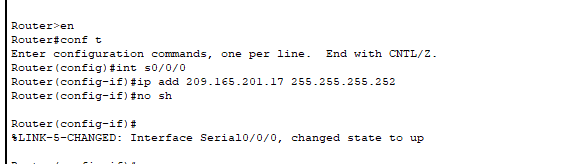 Router>en
Router#conf t
Enter configuration commands, one per line.  End with CNTL/Z.
Router(config)#int s0/0/0
Router(config-if)#ip add 209.165.201.17 255.255.255.252
Router(config-if)#no sh
Router(config-if)#
%LINK-5-CHANGED: Interface Serial0/0/0, changed state to up